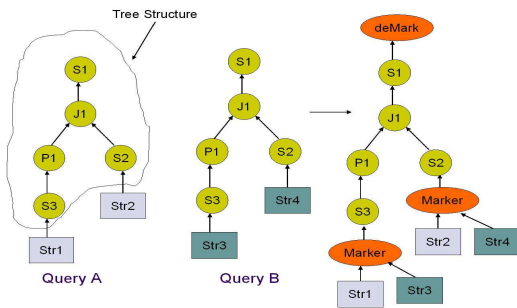 Tree Structure
S1
J1
P1
S2
S3
Str2
Str1
Query A
S1
J1
P1
S2
S3
Str4
Str3
Query B
deMark
S1
J1
P1
S2
S3
Marker
Marker
Str2
Str4
Str1
Str3